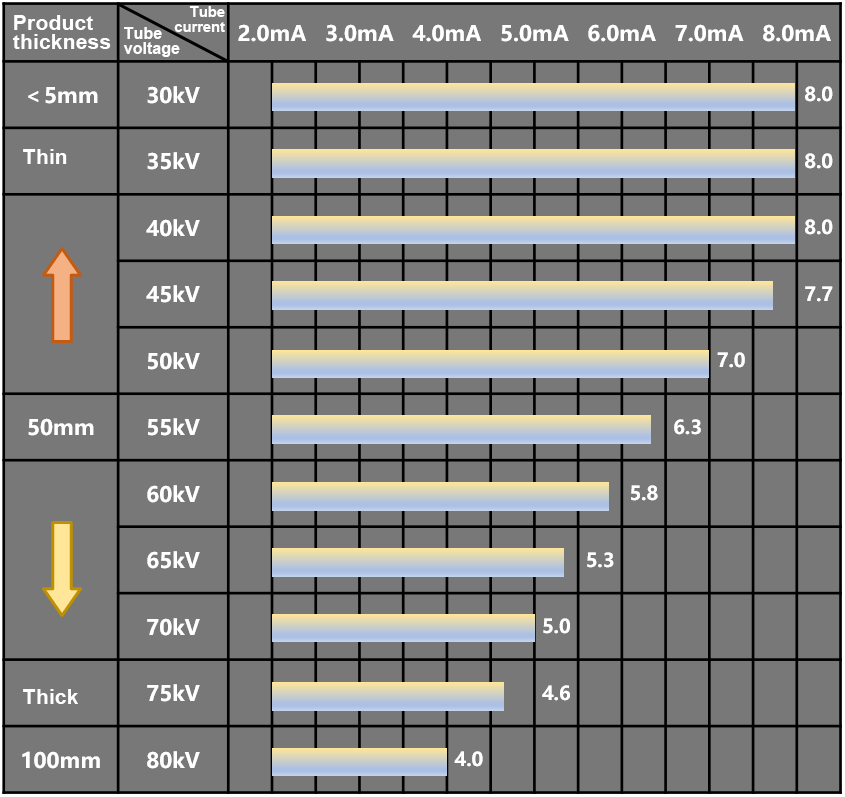 Product
thickness
Tube
current
Tube
voltage
2.0mA 3.0mA 4.0mA 5.0mA 6.0mA 7.0mA 8.0mA
< 5mm 30kV 8.0
Thin 35kV 8.0
40kV 8.0
45kV 7.7
50kV 7.0
50mm 55kV 6.3
60kV 5.8
65kV 5.3
70kV 5.0
Thick 75kV 4.6
100mm 80kV 4.0